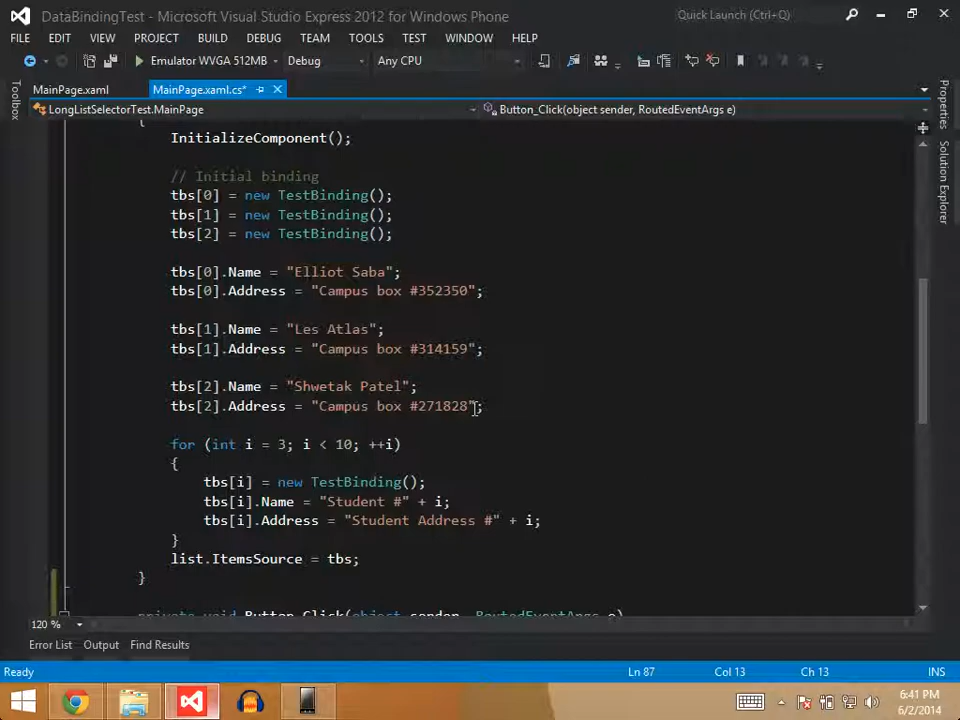 DataBindingTest - Microsoft Visual Studio Express 2012 for Windows Phone
Quick Launch (Ctrl+Q)
FILE EDIT VIEW PROJECT BUILD DEBUG TEAM TOOLS TEST WINDOW HELP
Emulator WVGA 512MB Debug Any CPU
Toolbox
MainPage.xaml MainPage.xaml.cs*
LongListSelectorTest.MainPage Button_Click(object sender, RoutedEventArgs e)
Properties
Solution Explorer
{
InitializeComponent();
// Initial binding
tbs[0] = new TestBinding();
tbs[1] = new TestBinding();
tbs[2] = new TestBinding();
tbs[0].Name = "Elliot Saba";
tbs[0].Address = "Campus box #352350";
tbs[1].Name = "Les Atlas";
tbs[1].Address = "Campus box #314159";
tbs[2].Name = "Shwetak Patel";
tbs[2].Address = "Campus box #271828";
for (int i = 3; i < 10; ++i)
{
tbs[i] = new TestBinding();
tbs[i].Name = "Student #" + i;
tbs[i].Address = "Student Address #" + i;
}
list.ItemsSource = tbs;
}
private void Button_Click(object sender, RoutedEventArgs e)
120 %
Error List Output Find Results
Ready Ln 87 Col 13 Ch 13 INS
6:41 PM
6/2/2014